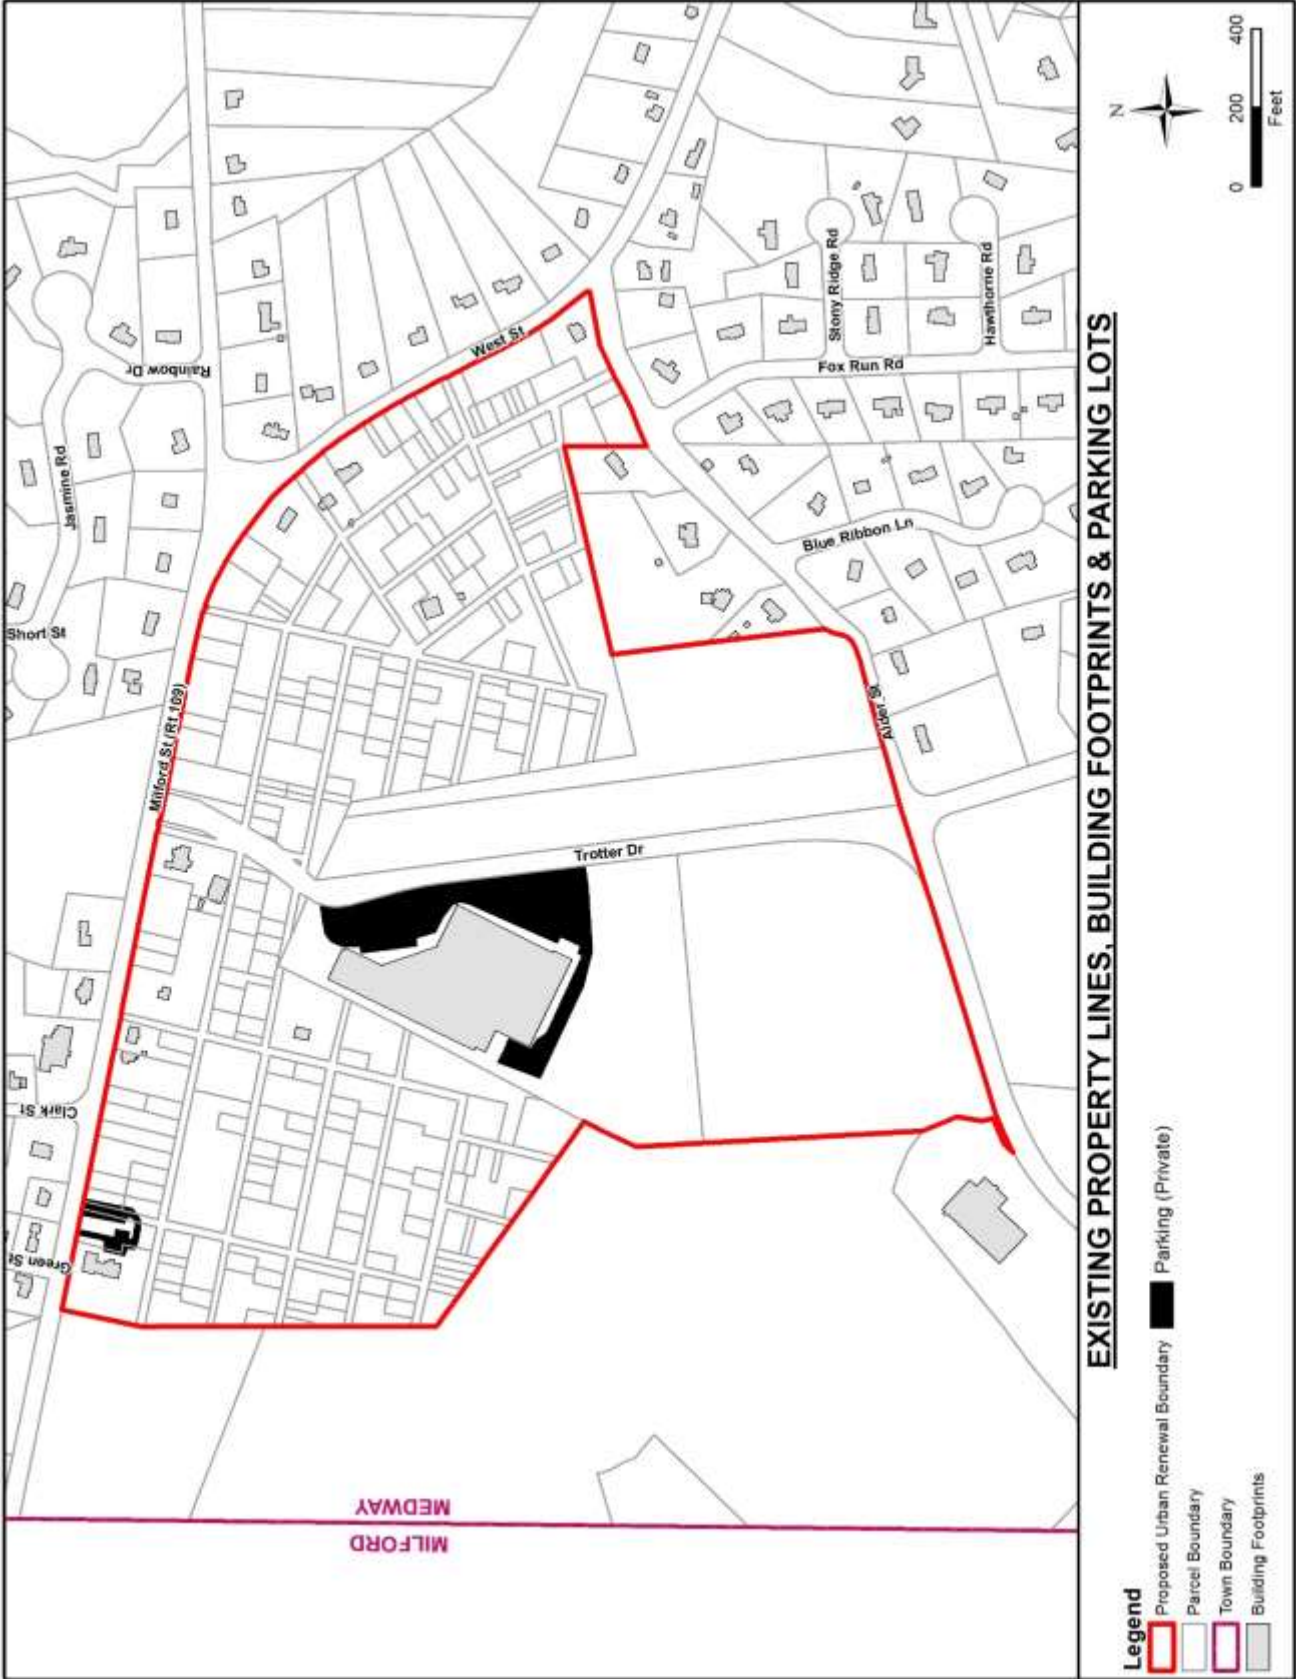 Short St
Jasmine Rd
Rainbow Dr
Milford St (Rt 109)
West St
Clark St
Green St
Trotter Dr
Alder St
Blue Ribbon Ln
Fox Run Rd
Stony Ridge Rd
Hawthorne Rd
MEDWAY
MILFORD
EXISTING PROPERTY LINES, BUILDING FOOTPRINTS & PARKING LOTS
Legend
Proposed Urban Renewal Boundary
Parcel Boundary
Town Boundary
Building Footprints
Parking (Private)
N
0 200 400
Feet